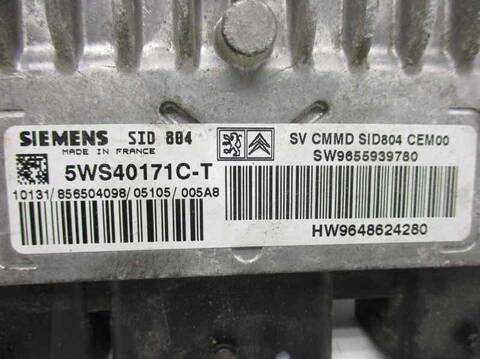 SIEMENS SID 804
MADE IN FRANCE
5WS40171C-T
10131/856504098/05105/005A8
SV CMMD SID804 CEM00
SW9655939780
HW9648624280